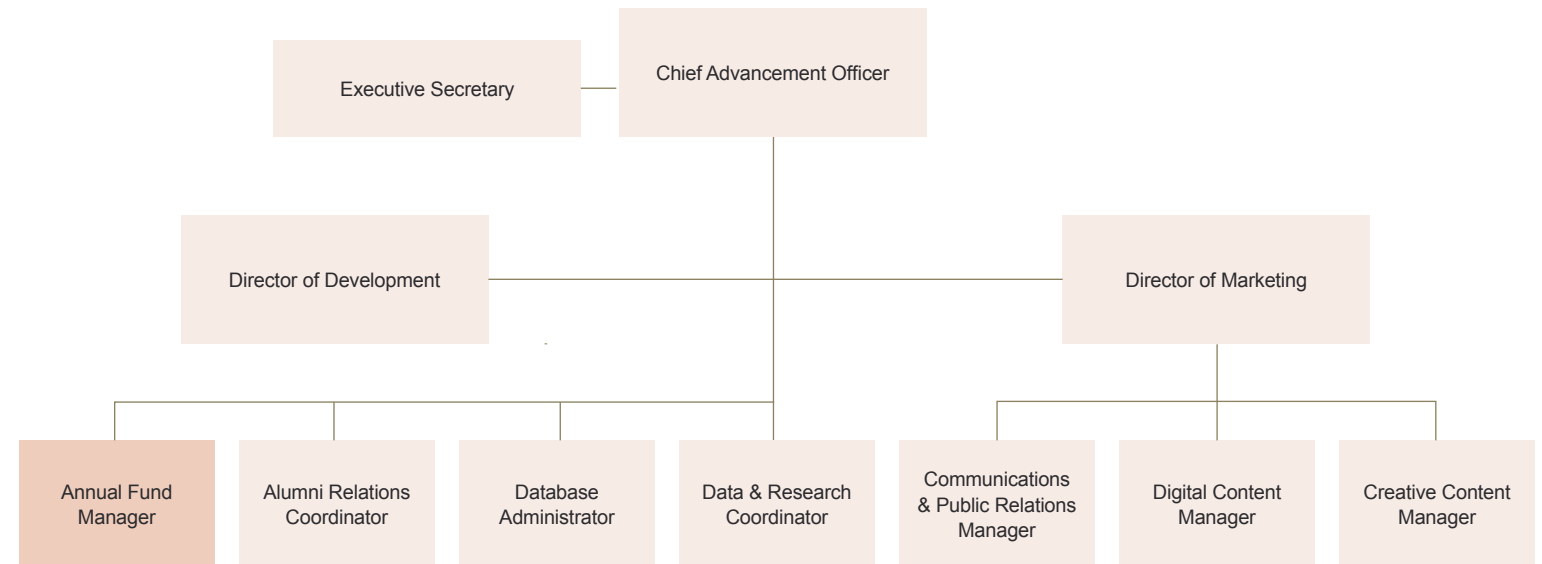 Chief Advancement Officer
Executive Secretary
Director of Development
Director of Marketing
Annual Fund
Manager
Alumni Relations
Coordinator
Database
Administrator
Data & Research
Coordinator
Communications
& Public Relations
Manager
Digital Content
Manager
Creative Content
Manager